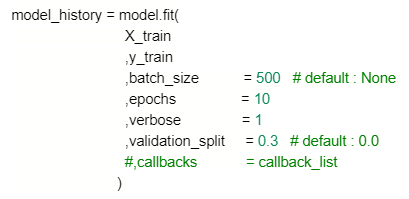 model_history = model.fit(
X_train
,y_train
,batch_size = 500 # default : None
,epochs = 10
,verbose = 1
,validation_split = 0.3 # default : 0.0
#,callbacks = callback_list
)